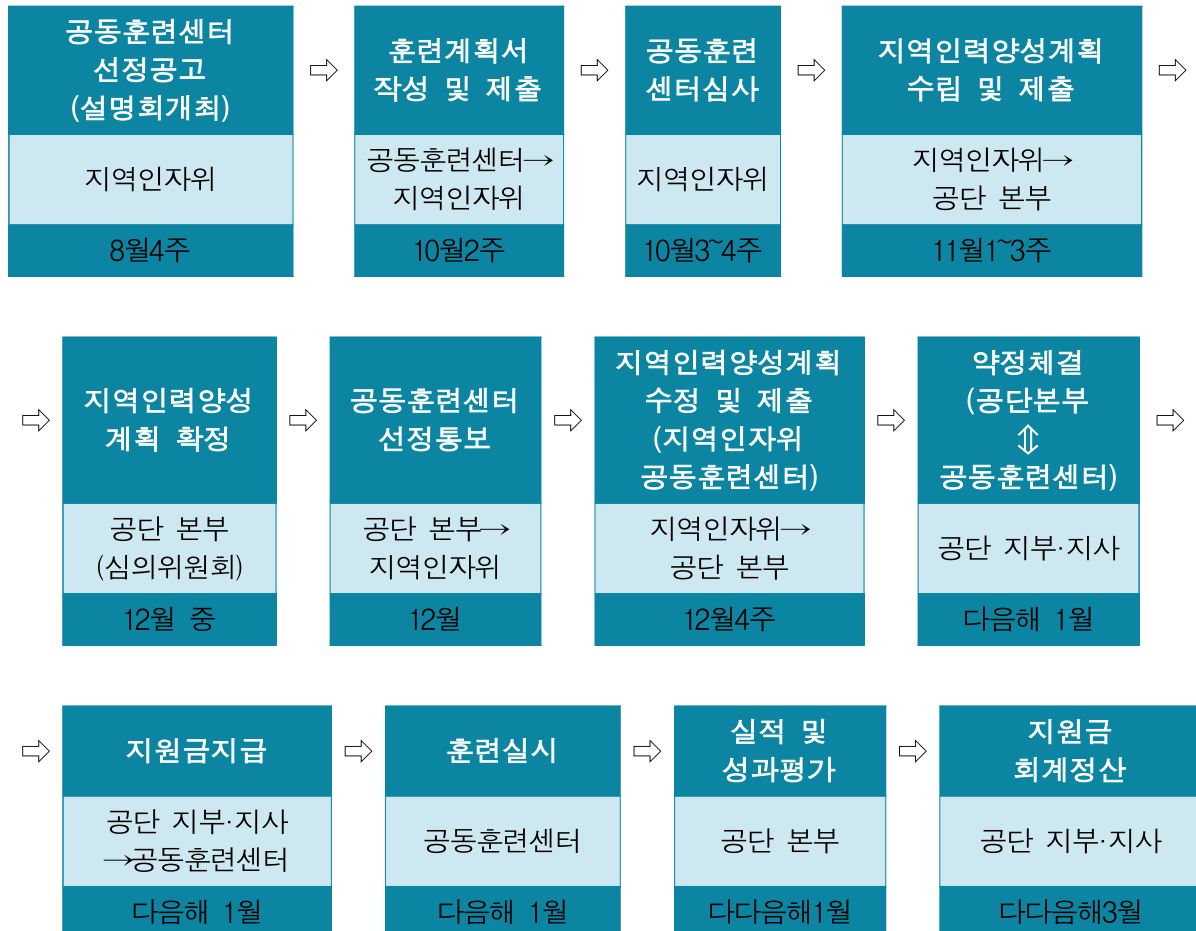 공동훈련센터
선정공고
(설명회개최)
지역인자위
8월4주
⇨
훈련계획서
작성 및 제출
공동훈련센터→
지역인자위
10월2주
⇨
공동훈련
센터심사
지역인자위
10월3~4주
⇨
지역인력양성계획
수립 및 제출
지역인자위→
공단 본부
11월1~3주
⇨
⇨
지역인력양성
계획 확정
공단 본부
(심의위원회)
12월 중
⇨
공동훈련센터
선정통보
공단 본부→
지역인자위
12월
⇨
지역인력양성계획
수정 및 제출
(지역인자위
공동훈련센터)
지역인자위→
공단 본부
12월4주
⇨
약정체결
(공단본부
⇕
공동훈련센터)
공단 지부·지사
다음해 1월
⇨
⇨
지원금지급
공단 지부·지사
→공동훈련센터
다음해 1월
⇨
훈련실시
공동훈련센터
다음해 1월
⇨
실적 및
성과평가
공단 본부
다다음해1월
⇨
지원금
회계정산
공단 지부·지사
다다음해3월